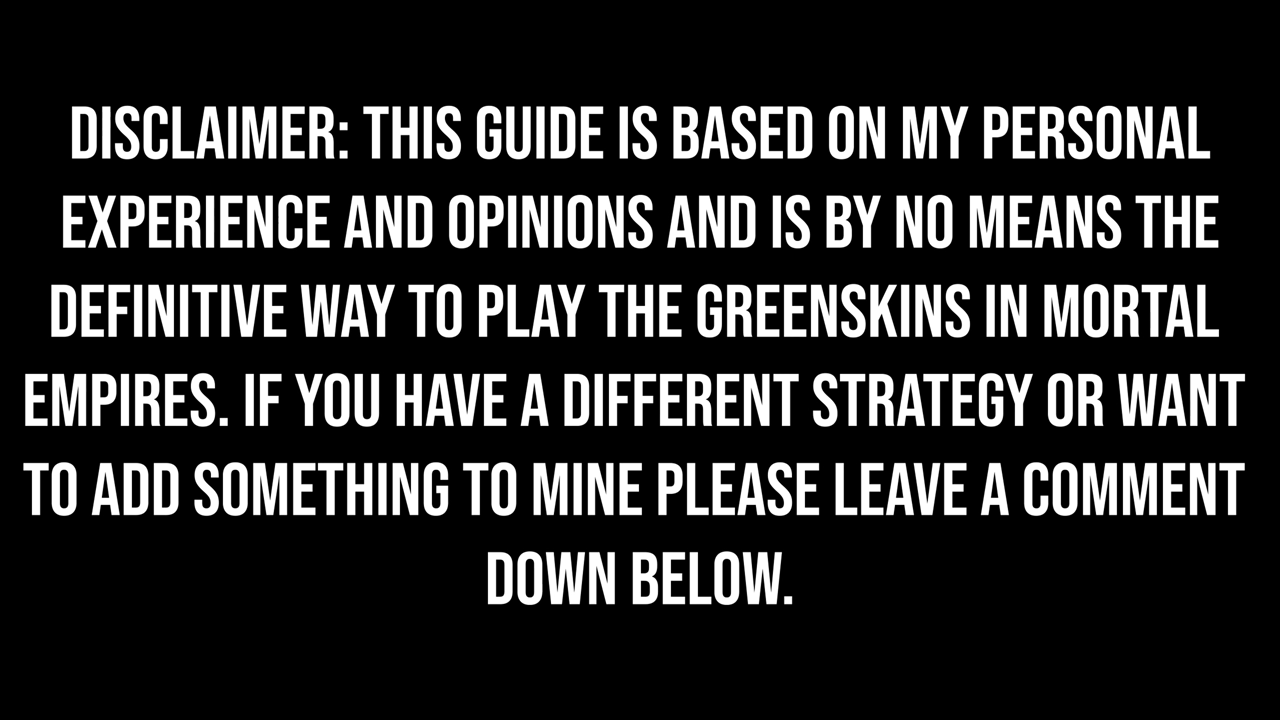 DISCLAIMER: THIS GUIDE IS BASED ON MY PERSONAL
EXPERIENCE AND OPINIONS AND IS BY NO MEANS THE
DEFINITIVE WAY TO PLAY THE GREENSKINS IN MORTAL
EMPIRES. IF YOU HAVE A DIFFERENT STRATEGY OR WANT
TO ADD SOMETHING TO MINE PLEASE LEAVE A COMMENT
DOWN BELOW.